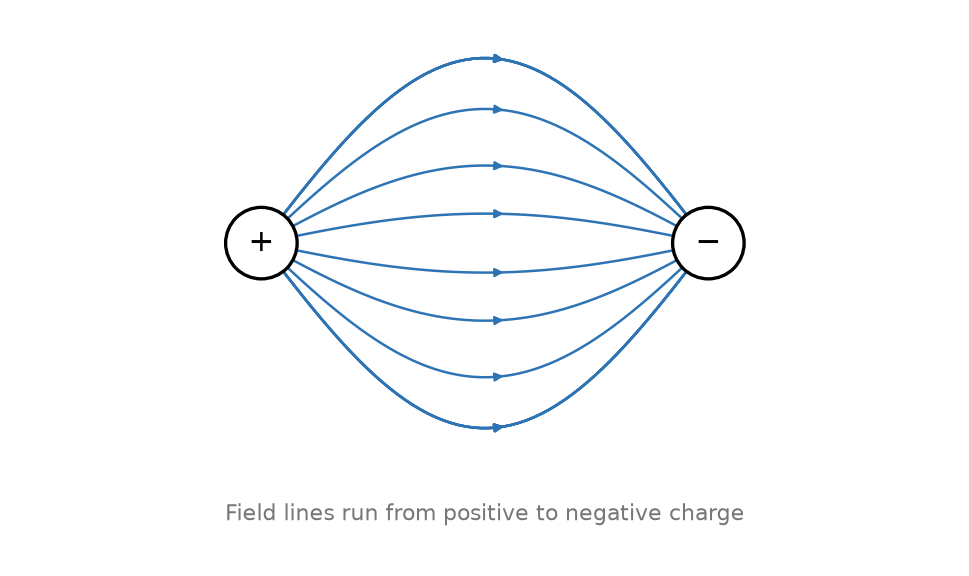 + −
Field lines run from positive to negative charge